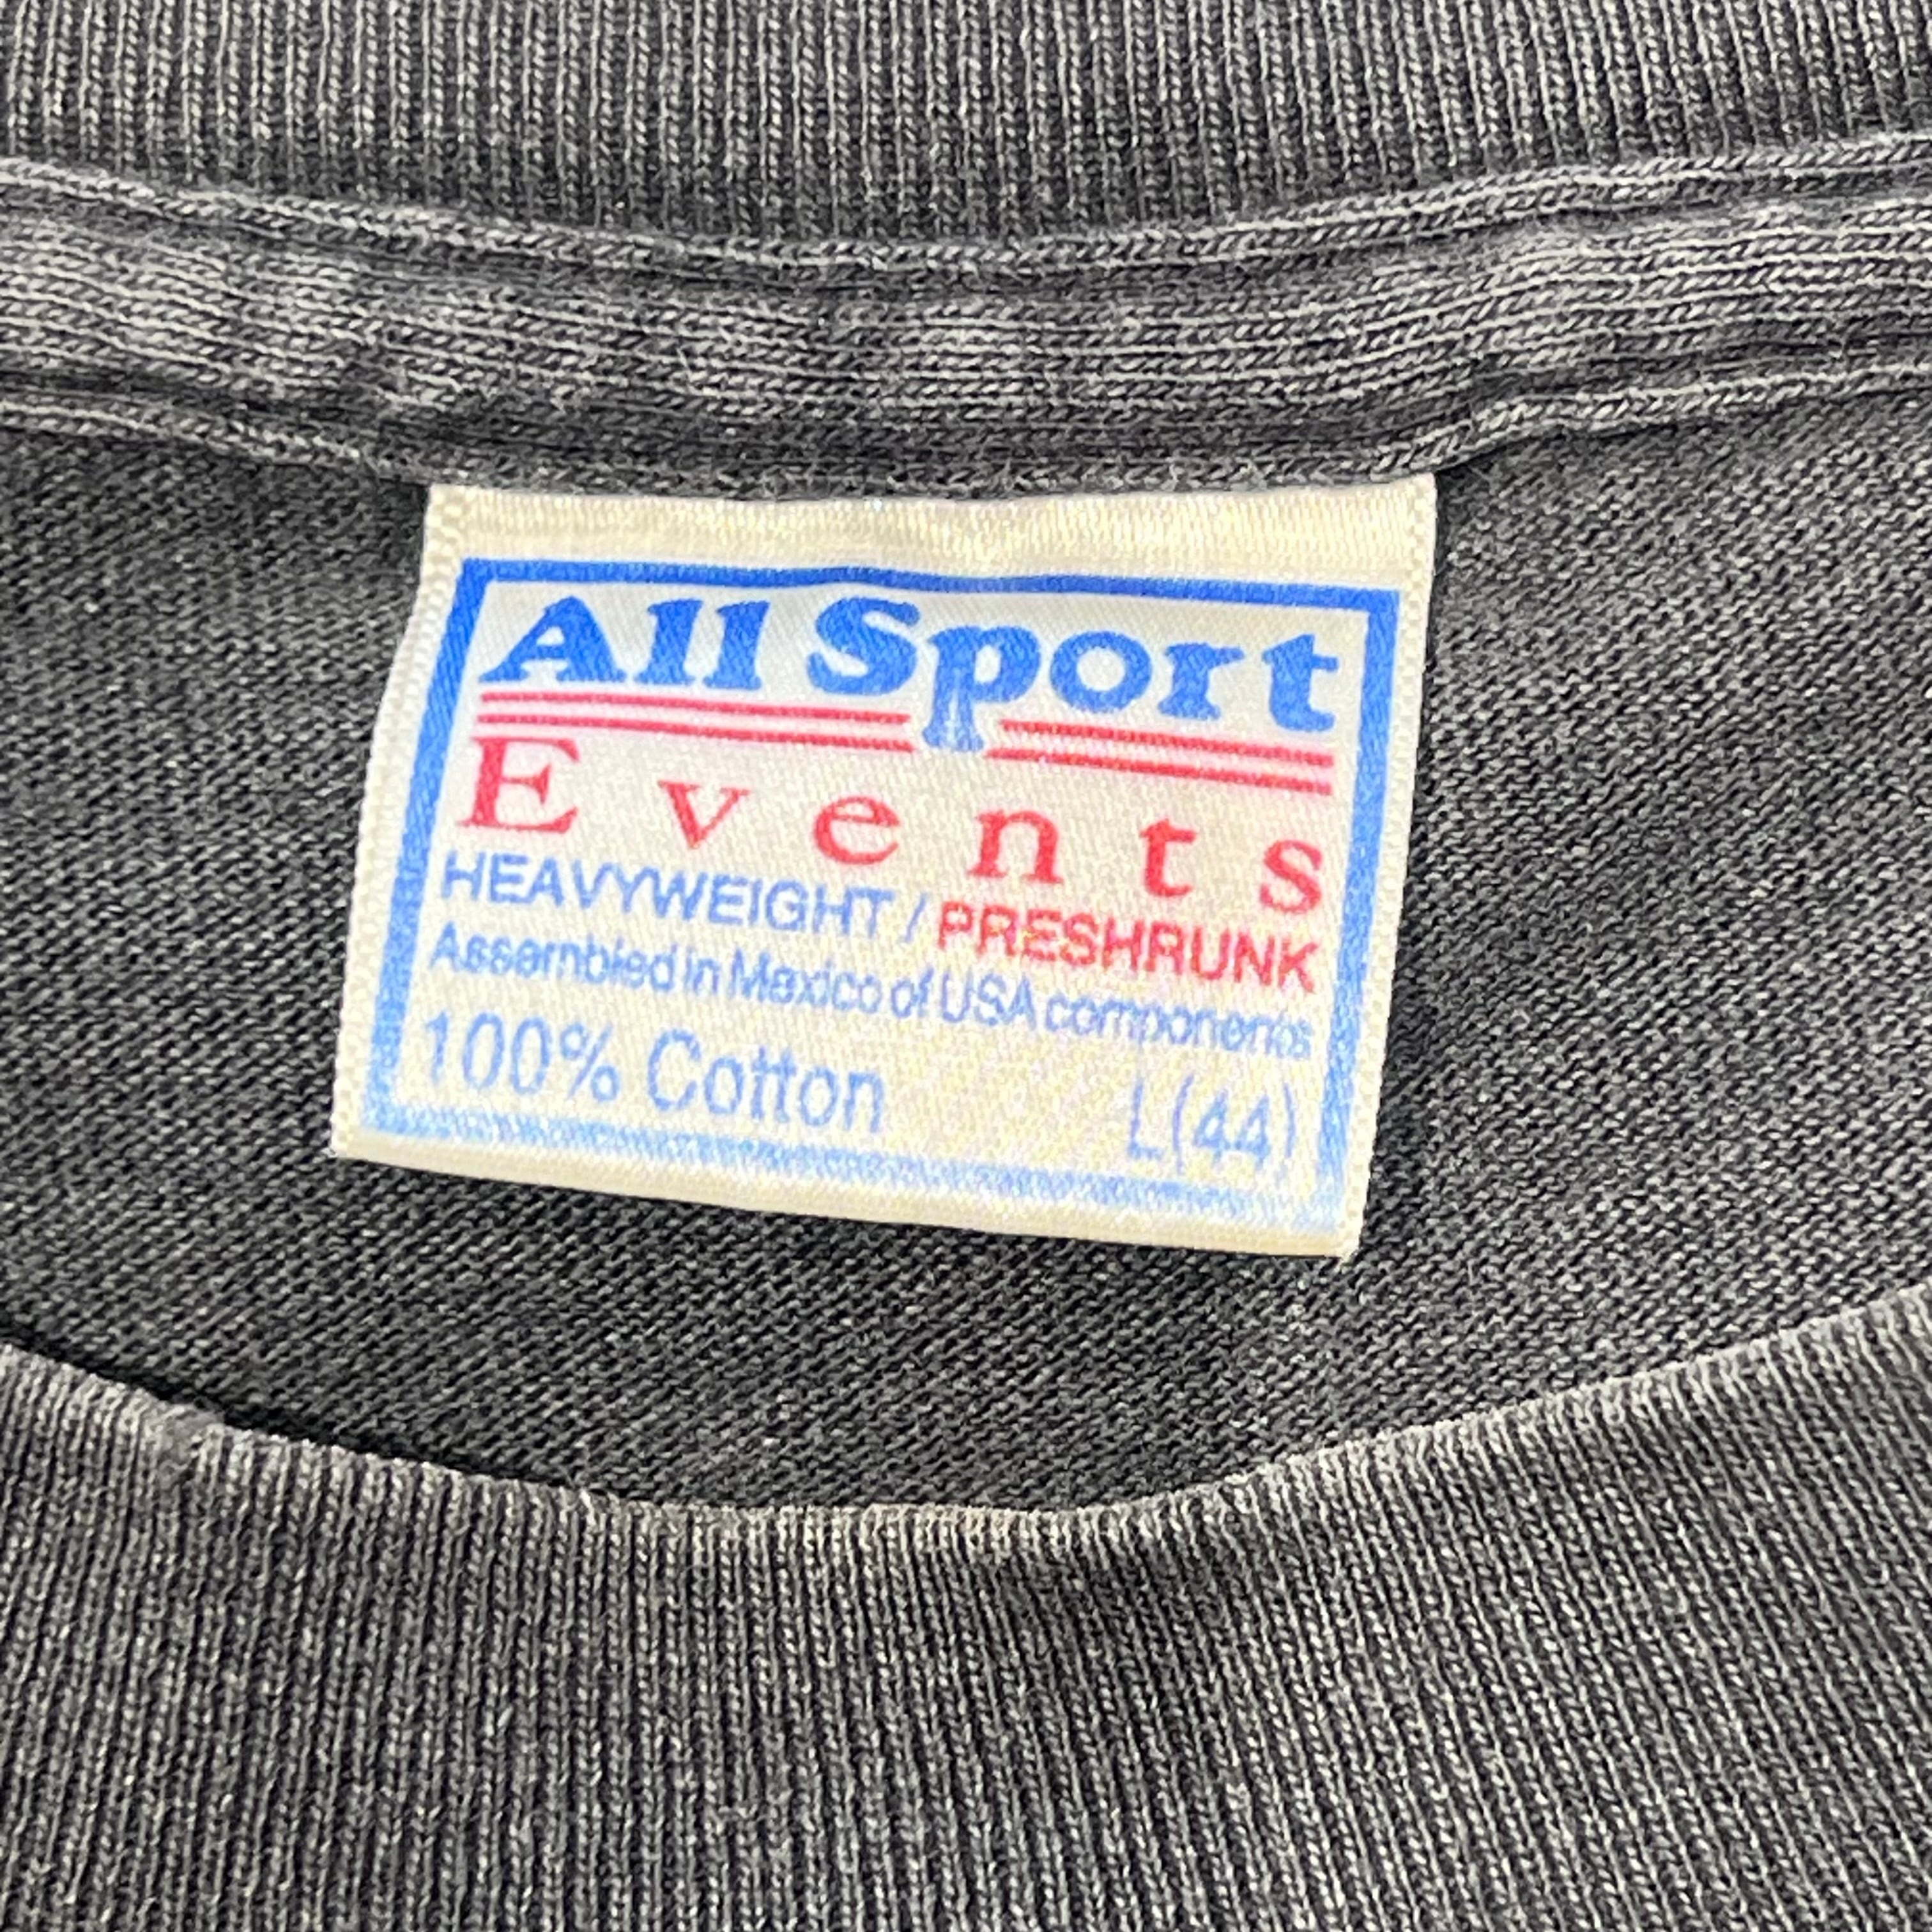 All Sport
Events
HEAVYWEIGHT / PRESHRUNK
Assembled in Mexico of USA components
100% Cotton L(44)